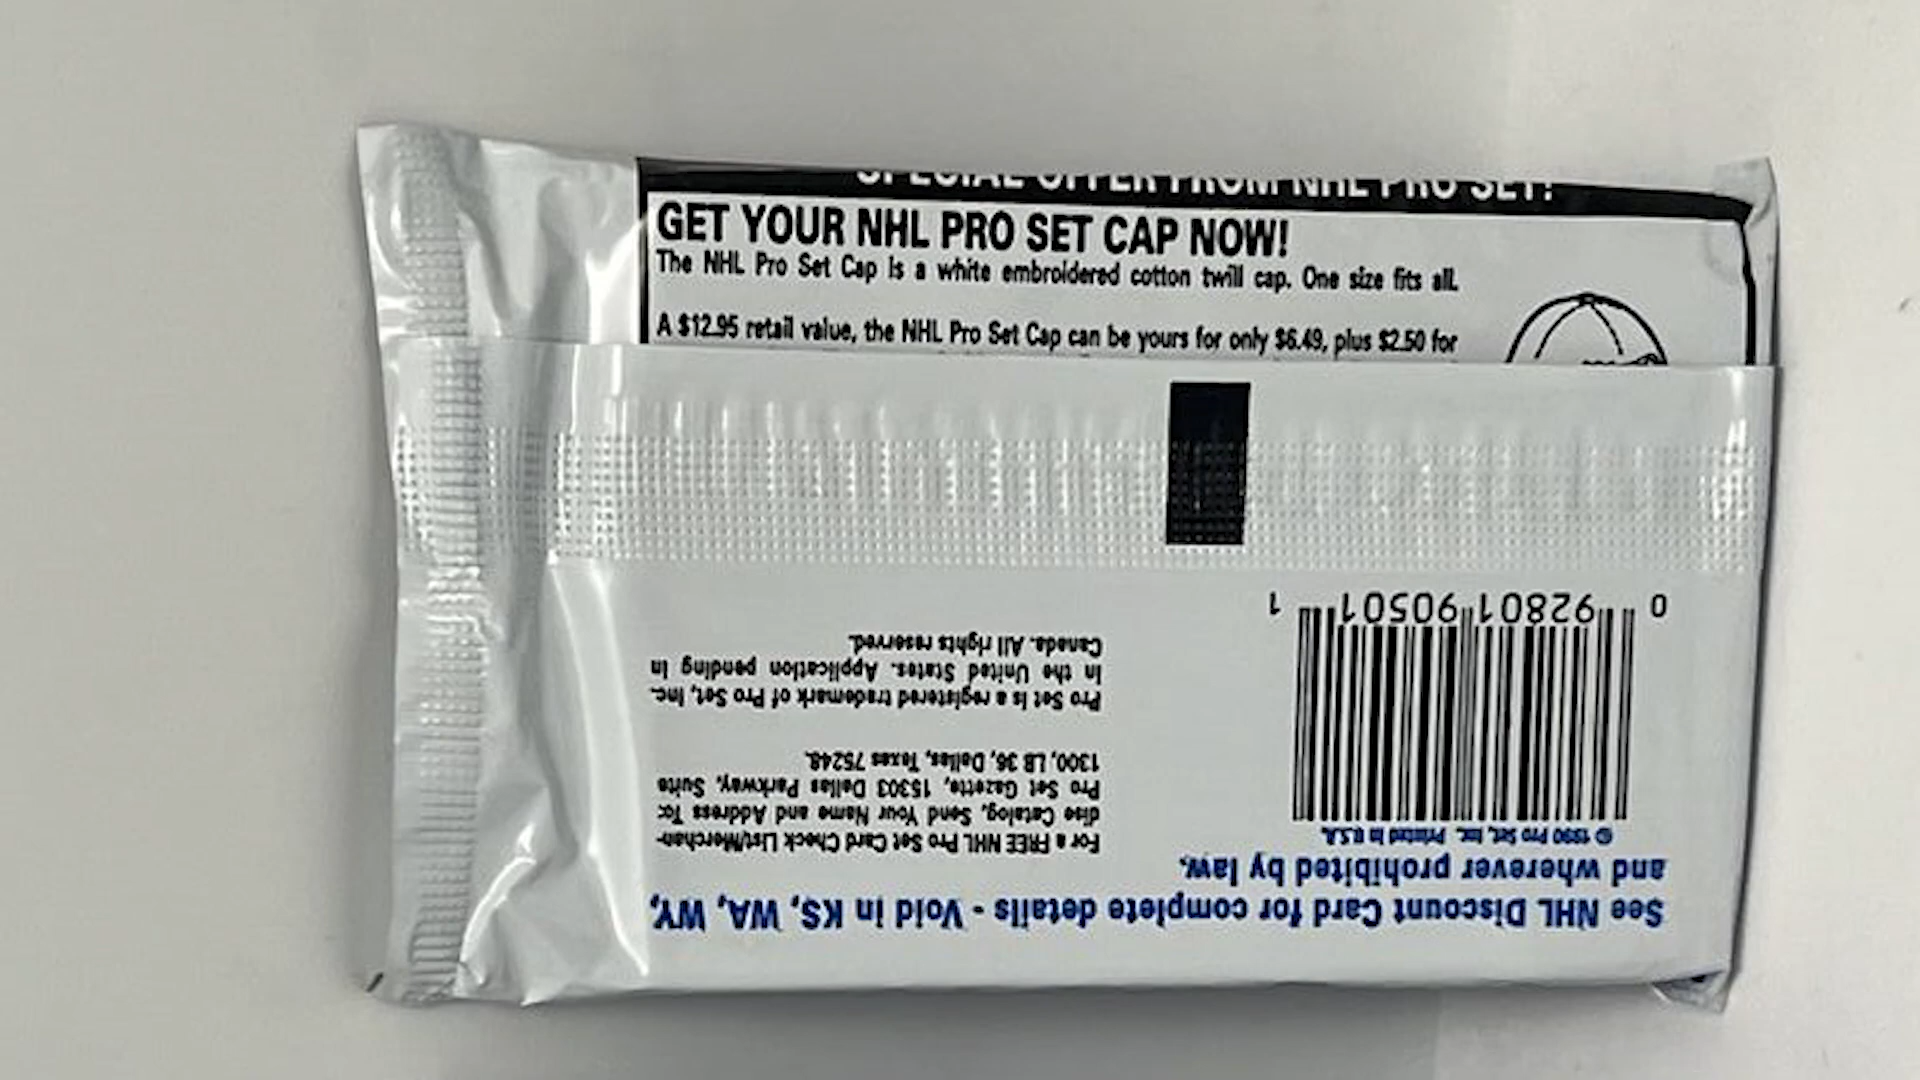 SPECIAL OFFER FROM NHL PRO SET!
GET YOUR NHL PRO SET CAP NOW!
The NHL Pro Set Cap is a white embroidered cotton twill cap. One size fits all.
A $12.95 retail value, the NHL Pro Set Cap can be yours for only $6.49, plus $2.50 for
See NHL Discount Card for complete details - Void in KS, WA, WY,
and wherever prohibited by law.
© 1990 Pro Set, Inc. Printed in U.S.A.
0 92801 90501 1
For a FREE NHL Pro Set Card Check List/Merchan-
dise Catalog, Send Your Name and Address To:
Pro Set Gazette, 15303 Dallas Parkway, Suite
1300, LB 36, Dallas, Texas 75248.
Pro Set is a registered trademark of Pro Set, Inc.
in the United States. Application pending in
Canada. All rights reserved.